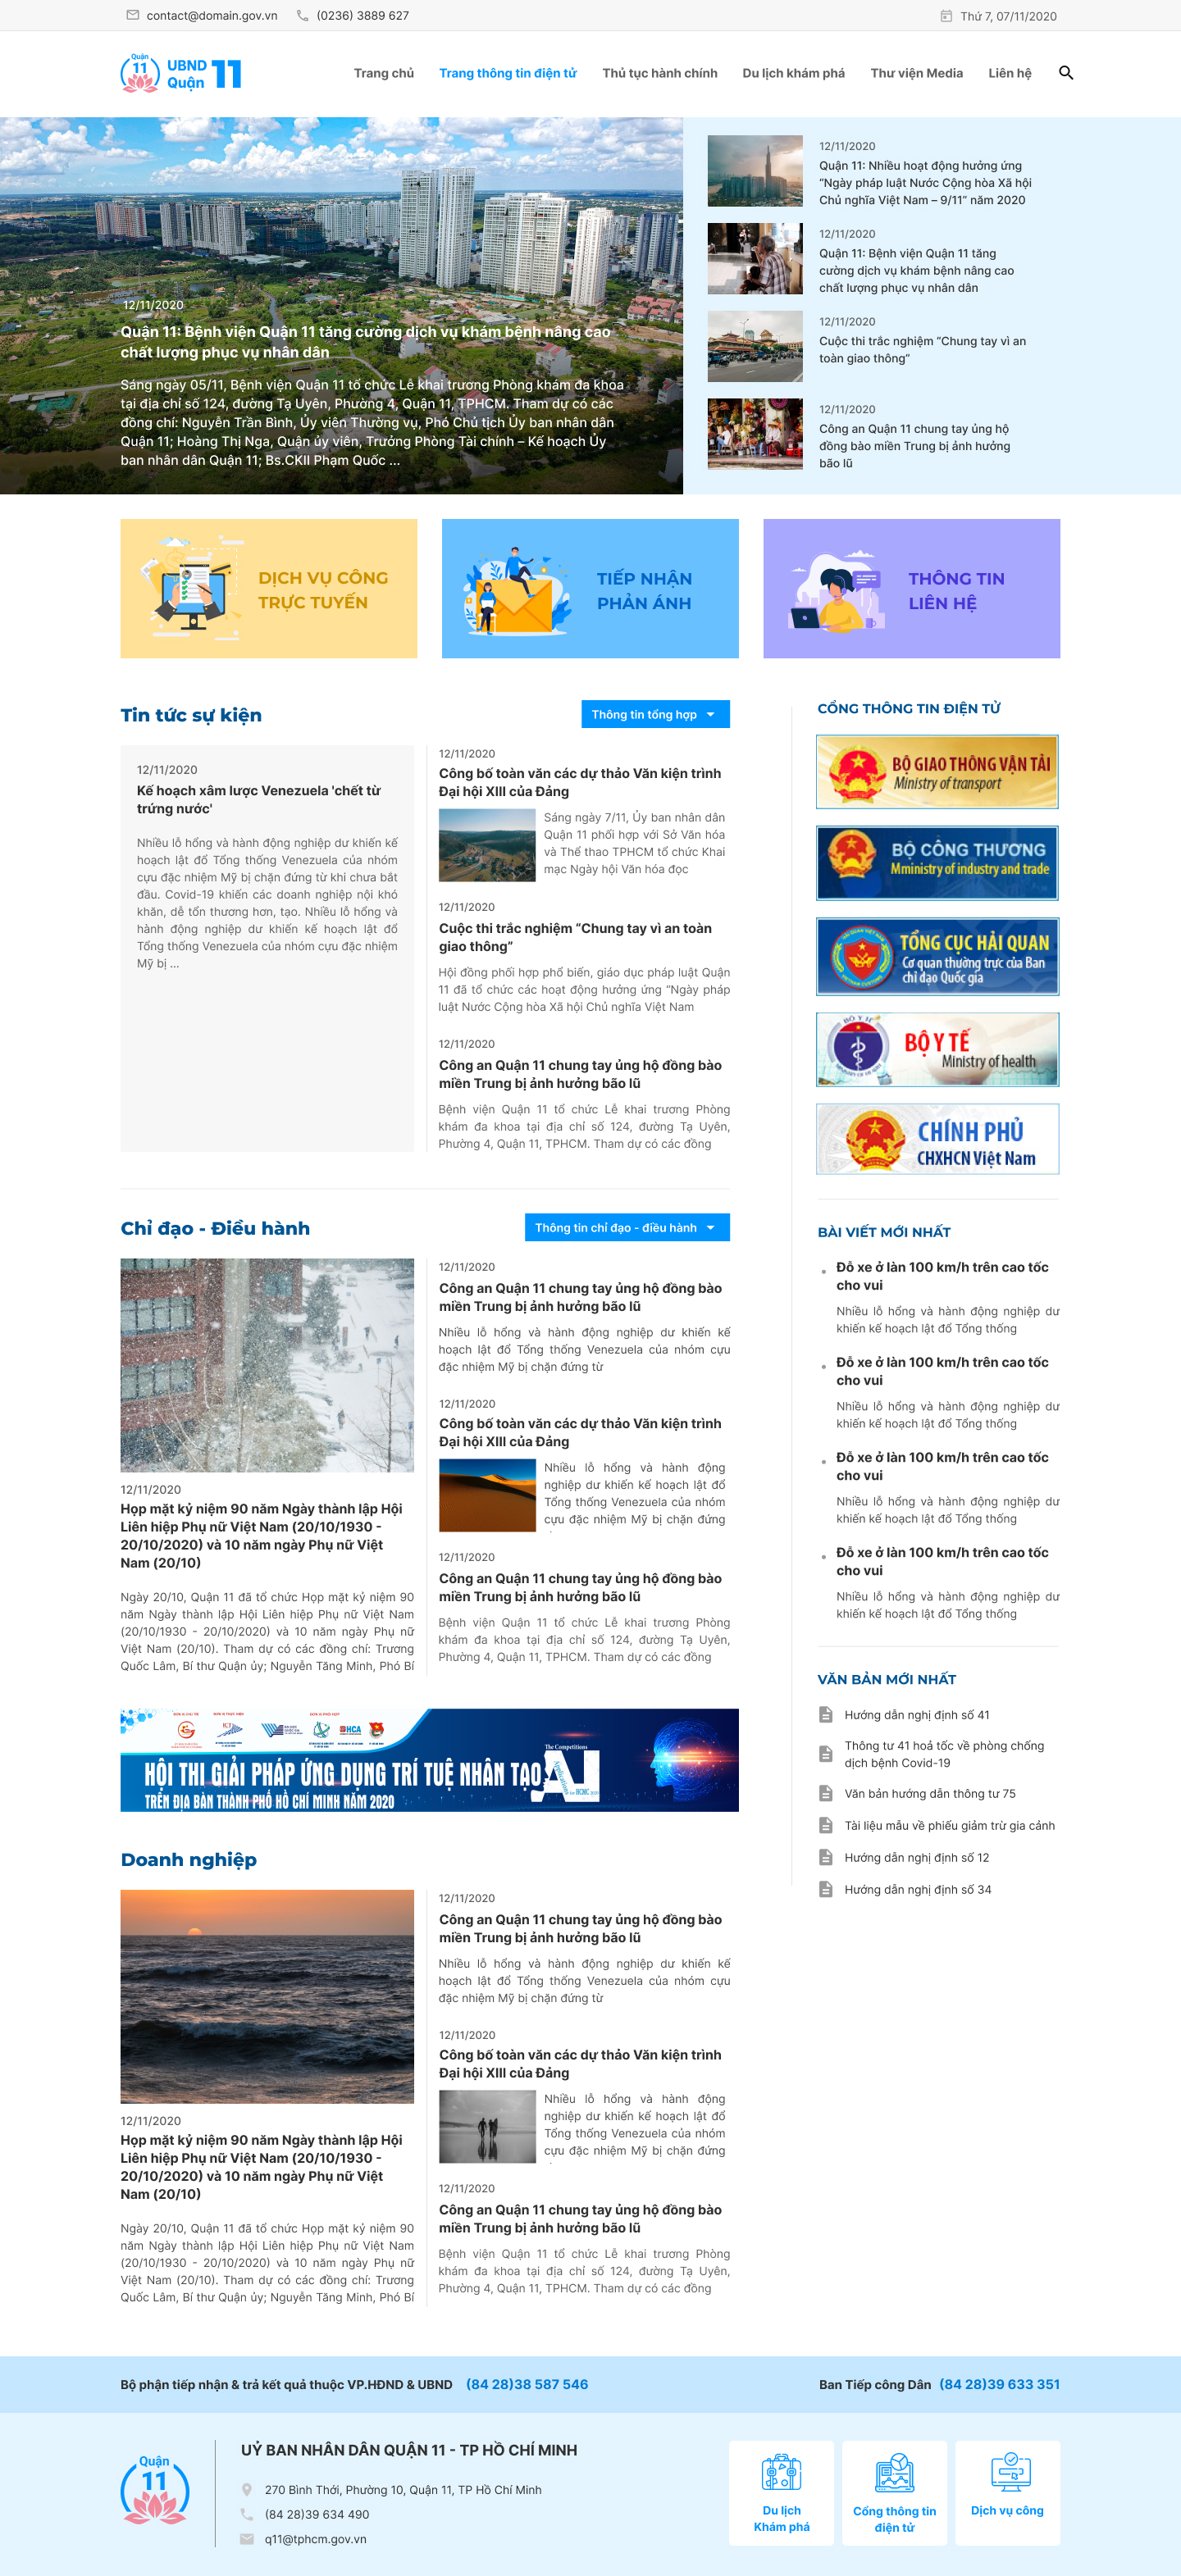 contact@domain.gov.vn (0236) 3889 627 Thứ 7, 07/11/2020
Quận
11
UBND
Quận 11
Trang chủ Trang thông tin điện tử Thủ tục hành chính Du lịch khám phá Thư viện Media Liên hệ
12/11/2020
Quận 11: Bệnh viện Quận 11 tăng cường dịch vụ khám bệnh nâng cao
chất lượng phục vụ nhân dân
Sáng ngày 05/11, Bệnh viện Quận 11 tổ chức Lễ khai trương Phòng khám đa khoa
tại địa chỉ số 124, đường Tạ Uyên, Phường 4, Quận 11, TPHCM. Tham dự có các
đồng chí: Nguyễn Trần Bình, Ủy viên Thường vụ, Phó Chủ tịch Ủy ban nhân dân
Quận 11; Hoàng Thị Nga, Quận ủy viên, Trưởng Phòng Tài chính – Kế hoạch Ủy
ban nhân dân Quận 11; Bs.CKII Phạm Quốc ...
12/11/2020
Quận 11: Nhiều hoạt động hưởng ứng
“Ngày pháp luật Nước Cộng hòa Xã hội
Chủ nghĩa Việt Nam – 9/11” năm 2020
12/11/2020
Quận 11: Bệnh viện Quận 11 tăng
cường dịch vụ khám bệnh nâng cao
chất lượng phục vụ nhân dân
12/11/2020
Cuộc thi trắc nghiệm “Chung tay vì an
toàn giao thông”
12/11/2020
Công an Quận 11 chung tay ủng hộ
đồng bào miền Trung bị ảnh hưởng
bão lũ
DỊCH VỤ CÔNG
TRỰC TUYẾN
TIẾP NHẬN
PHẢN ÁNH
THÔNG TIN
LIÊN HỆ
Tin tức sự kiện
Thông tin tổng hợp
12/11/2020
Kế hoạch xâm lược Venezuela 'chết từ
trứng nước'
Nhiều lỗ hổng và hành động nghiệp dư khiến kế
hoạch lật đổ Tổng thống Venezuela của nhóm
cựu đặc nhiệm Mỹ bị chặn đứng từ khi chưa bắt
đầu. Covid-19 khiến các doanh nghiệp nội khó
khăn, dễ tổn thương hơn, tạo. Nhiều lỗ hổng và
hành động nghiệp dư khiến kế hoạch lật đổ
Tổng thống Venezuela của nhóm cựu đặc nhiệm
Mỹ bị ...
12/11/2020
Công bố toàn văn các dự thảo Văn kiện trình
Đại hội XIII của Đảng
Sáng ngày 7/11, Ủy ban nhân dân
Quận 11 phối hợp với Sở Văn hóa
và Thể thao TPHCM tổ chức Khai
mạc Ngày hội Văn hóa đọc
12/11/2020
Cuộc thi trắc nghiệm “Chung tay vì an toàn
giao thông”
Hội đồng phối hợp phổ biến, giáo dục pháp luật Quận
11 đã tổ chức các hoạt động hưởng ứng “Ngày pháp
luật Nước Cộng hòa Xã hội Chủ nghĩa Việt Nam
12/11/2020
Công an Quận 11 chung tay ủng hộ đồng bào
miền Trung bị ảnh hưởng bão lũ
Bệnh viện Quận 11 tổ chức Lễ khai trương Phòng
khám đa khoa tại địa chỉ số 124, đường Tạ Uyên,
Phường 4, Quận 11, TPHCM. Tham dự có các đồng
Chỉ đạo - Điều hành
Thông tin chỉ đạo - điều hành
12/11/2020
Họp mặt kỷ niệm 90 năm Ngày thành lập Hội
Liên hiệp Phụ nữ Việt Nam (20/10/1930 -
20/10/2020) và 10 năm ngày Phụ nữ Việt
Nam (20/10)
Ngày 20/10, Quận 11 đã tổ chức Họp mặt kỷ niệm 90
năm Ngày thành lập Hội Liên hiệp Phụ nữ Việt Nam
(20/10/1930 - 20/10/2020) và 10 năm ngày Phụ nữ
Việt Nam (20/10). Tham dự có các đồng chí: Trương
Quốc Lâm, Bí thư Quận ủy; Nguyễn Tăng Minh, Phó Bí
12/11/2020
Công an Quận 11 chung tay ủng hộ đồng bào
miền Trung bị ảnh hưởng bão lũ
Nhiều lỗ hổng và hành động nghiệp dư khiến kế
hoạch lật đổ Tổng thống Venezuela của nhóm cựu
đặc nhiệm Mỹ bị chặn đứng từ
12/11/2020
Công bố toàn văn các dự thảo Văn kiện trình
Đại hội XIII của Đảng
Nhiều lỗ hổng và hành động
nghiệp dư khiến kế hoạch lật đổ
Tổng thống Venezuela của nhóm
cựu đặc nhiệm Mỹ bị chặn đứng
12/11/2020
Công an Quận 11 chung tay ủng hộ đồng bào
miền Trung bị ảnh hưởng bão lũ
Bệnh viện Quận 11 tổ chức Lễ khai trương Phòng
khám đa khoa tại địa chỉ số 124, đường Tạ Uyên,
Phường 4, Quận 11, TPHCM. Tham dự có các đồng
HỘI THI GIẢI PHÁP ỨNG DỤNG TRÍ TUỆ NHÂN TẠO
TRÊN ĐỊA BÀN THÀNH PHỐ HỒ CHÍ MINH NĂM 2020
The Competitions
AI
Doanh nghiệp
12/11/2020
Họp mặt kỷ niệm 90 năm Ngày thành lập Hội
Liên hiệp Phụ nữ Việt Nam (20/10/1930 -
20/10/2020) và 10 năm ngày Phụ nữ Việt
Nam (20/10)
Ngày 20/10, Quận 11 đã tổ chức Họp mặt kỷ niệm 90
năm Ngày thành lập Hội Liên hiệp Phụ nữ Việt Nam
(20/10/1930 - 20/10/2020) và 10 năm ngày Phụ nữ
Việt Nam (20/10). Tham dự có các đồng chí: Trương
Quốc Lâm, Bí thư Quận ủy; Nguyễn Tăng Minh, Phó Bí
12/11/2020
Công an Quận 11 chung tay ủng hộ đồng bào
miền Trung bị ảnh hưởng bão lũ
Nhiều lỗ hổng và hành động nghiệp dư khiến kế
hoạch lật đổ Tổng thống Venezuela của nhóm cựu
đặc nhiệm Mỹ bị chặn đứng từ
12/11/2020
Công bố toàn văn các dự thảo Văn kiện trình
Đại hội XIII của Đảng
Nhiều lỗ hổng và hành động
nghiệp dư khiến kế hoạch lật đổ
Tổng thống Venezuela của nhóm
cựu đặc nhiệm Mỹ bị chặn đứng
12/11/2020
Công an Quận 11 chung tay ủng hộ đồng bào
miền Trung bị ảnh hưởng bão lũ
Bệnh viện Quận 11 tổ chức Lễ khai trương Phòng
khám đa khoa tại địa chỉ số 124, đường Tạ Uyên,
Phường 4, Quận 11, TPHCM. Tham dự có các đồng
CỔNG THÔNG TIN ĐIỆN TỬ
BỘ GIAO THÔNG VẬN TẢI
Ministry of transport
BỘ CÔNG THƯƠNG
Mministry of industry and trade
TỔNG CỤC HẢI QUAN
Cơ quan thường trực của Ban
chỉ đạo Quốc gia
BỘ Y TẾ
Ministry of health
CHÍNH PHỦ
CHXHCN Việt Nam
BÀI VIẾT MỚI NHẤT
Đỗ xe ở làn 100 km/h trên cao tốc
cho vui
Nhiều lỗ hổng và hành động nghiệp dư
khiến kế hoạch lật đổ Tổng thống
Đỗ xe ở làn 100 km/h trên cao tốc
cho vui
Nhiều lỗ hổng và hành động nghiệp dư
khiến kế hoạch lật đổ Tổng thống
Đỗ xe ở làn 100 km/h trên cao tốc
cho vui
Nhiều lỗ hổng và hành động nghiệp dư
khiến kế hoạch lật đổ Tổng thống
Đỗ xe ở làn 100 km/h trên cao tốc
cho vui
Nhiều lỗ hổng và hành động nghiệp dư
khiến kế hoạch lật đổ Tổng thống
VĂN BẢN MỚI NHẤT
Hướng dẫn nghị định số 41
Thông tư 41 hoả tốc về phòng chống
dịch bệnh Covid-19
Văn bản hướng dẫn thông tư 75
Tài liệu mẫu về phiếu giảm trừ gia cảnh
Hướng dẫn nghị định số 12
Hướng dẫn nghị định số 34
Bộ phận tiếp nhận & trả kết quả thuộc VP.HĐND & UBND (84 28)38 587 546
Ban Tiếp công Dân (84 28)39 633 351
Quận
11
UỶ BAN NHÂN DÂN QUẬN 11 - TP HỒ CHÍ MINH
270 Bình Thới, Phường 10, Quận 11, TP Hồ Chí Minh
(84 28)39 634 490
q11@tphcm.gov.vn
Du lịch
Khám phá
Cổng thông tin
điện tử
Dịch vụ công